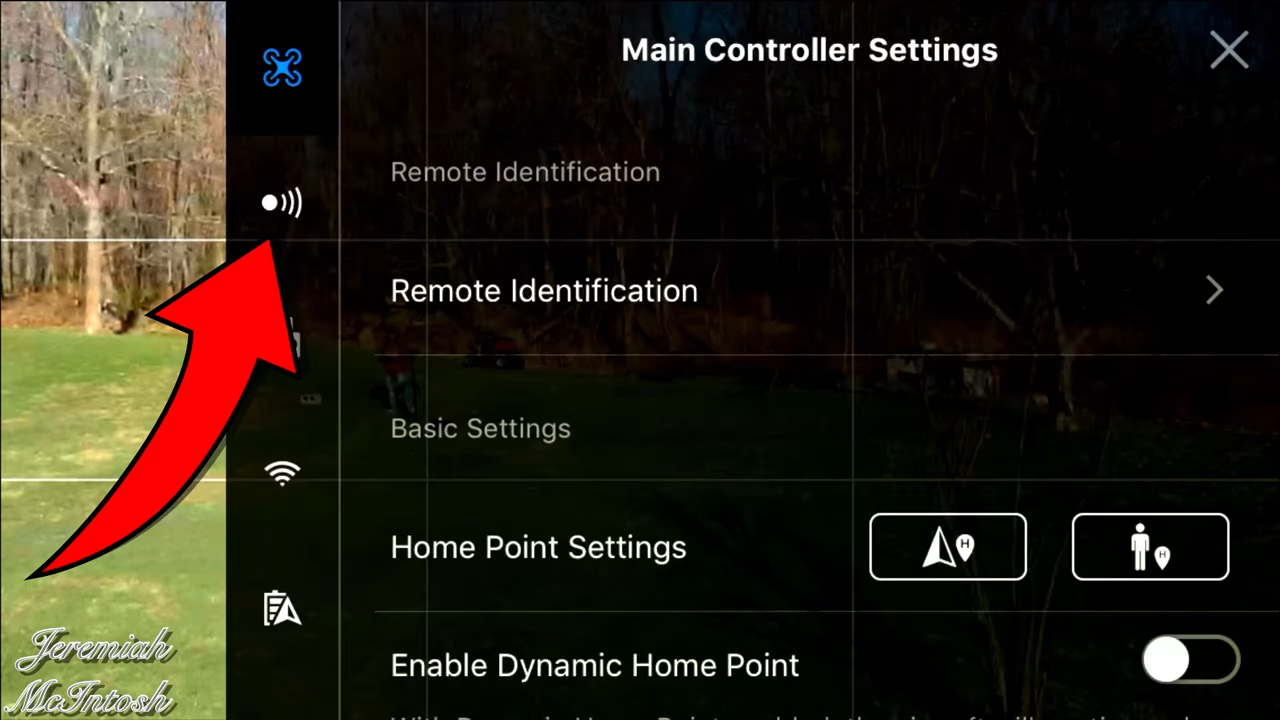 Main Controller Settings
Remote Identification
Remote Identification
Basic Settings
Home Point Settings
H
H
Enable Dynamic Home Point
Jeremiah
McIntosh